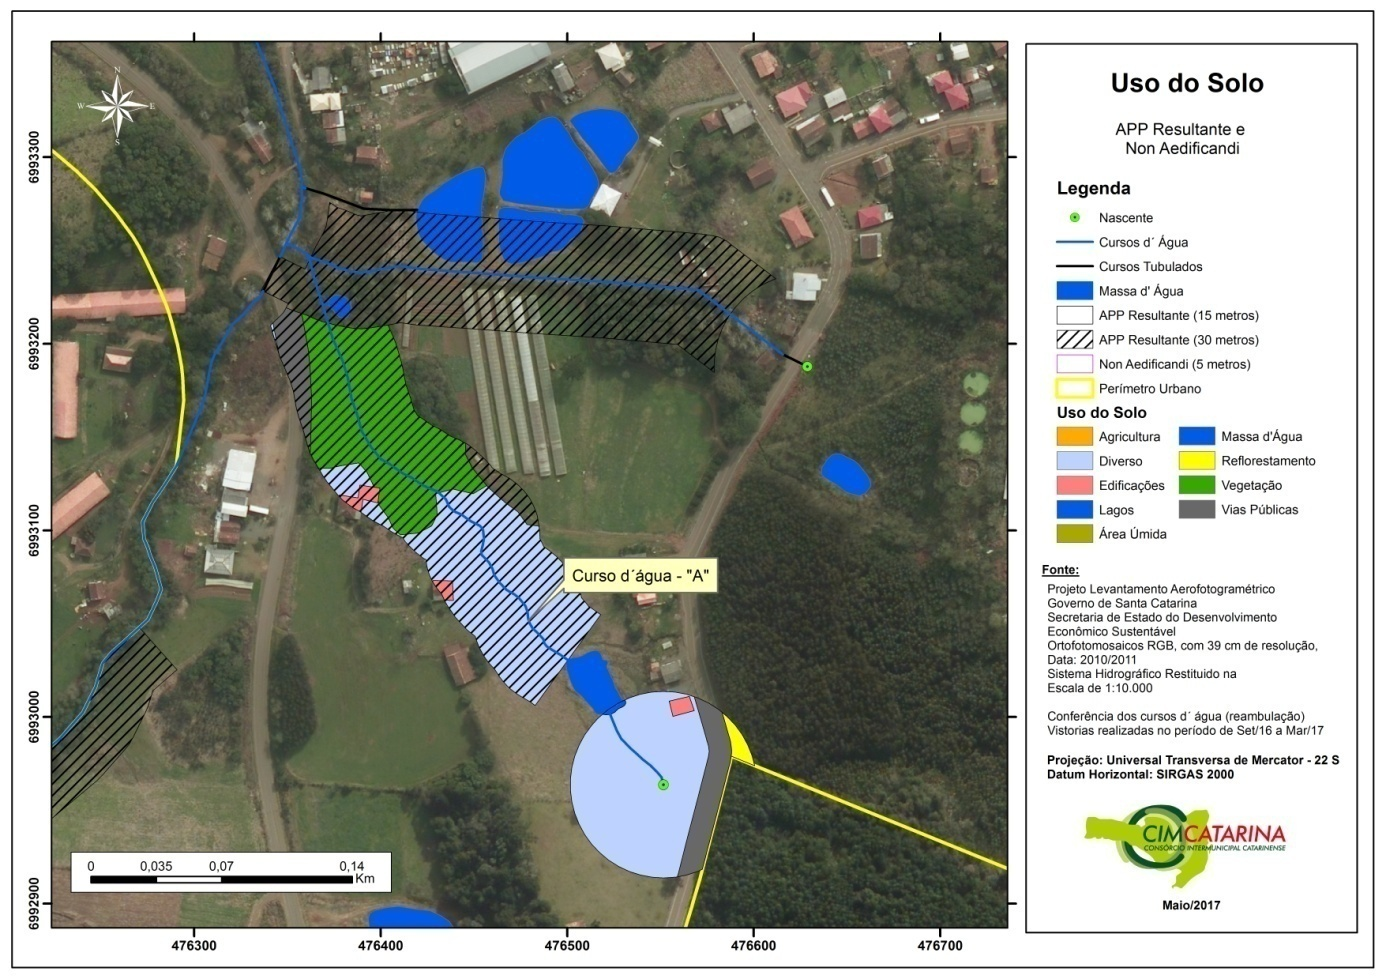 Uso do Solo
APP Resultante e
Non Aedificandi
Legenda
Nascente
Cursos d´ Água
Cursos Tubulados
Massa d' Água
APP Resultante (15 metros)
APP Resultante (30 metros)
Non Aedificandi (5 metros)
Perímetro Urbano
Uso do Solo
Agricultura
Massa d'Água
Diverso
Reflorestamento
Edificações
Vegetação
Lagos
Vias Públicas
Área Úmida
Fonte:
Projeto Levantamento Aerofotogramétrico
Governo de Santa Catarina
Secretaria de Estado do Desenvolvimento
Econômico Sustentável
Ortofotomosaicos RGB, com 39 cm de resolução,
Data: 2010/2011
Sistema Hidrográfico Restituido na
Escala de 1:10.000
Conferência dos cursos d´ água (reambulação)
Vistorias realizadas no período de Set/16 a Mar/17
Projeção: Universal Transversa de Mercator - 22 S
Datum Horizontal: SIRGAS 2000
CIMCATARINA
CONSÓRCIO INTERMUNICIPAL CATARINENSE
Maio/2017
N
W
E
S
Curso d´água - "A"
0 0,035 0,07 0,14
Km
6993300
6993200
6993100
6993000
6992900
476300 476400 476500 476600 476700